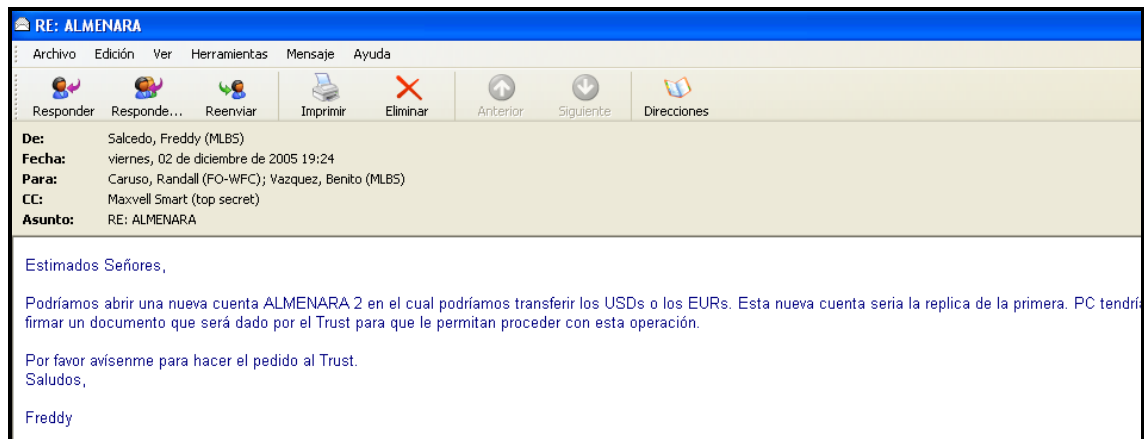 RE: ALMENARA
Archivo Edición Ver Herramientas Mensaje Ayuda
Responder Responde... Reenviar Imprimir Eliminar Anterior Siguiente Direcciones
De: Salcedo, Freddy (MLBS)
Fecha: viernes, 02 de diciembre de 2005 19:24
Para: Caruso, Randall (FO-WFC); Vazquez, Benito (MLBS)
CC: Maxvell Smart (top secret)
Asunto: RE: ALMENARA
Estimados Señores,
Podríamos abrir una nueva cuenta ALMENARA 2 en el cual podríamos transferir los USDs o los EURs. Esta nueva cuenta seria la replica de la primera. PC tendría
firmar un documento que será dado por el Trust para que le permitan proceder con esta operación.
Por favor avísenme para hacer el pedido al Trust.
Saludos,
Freddy